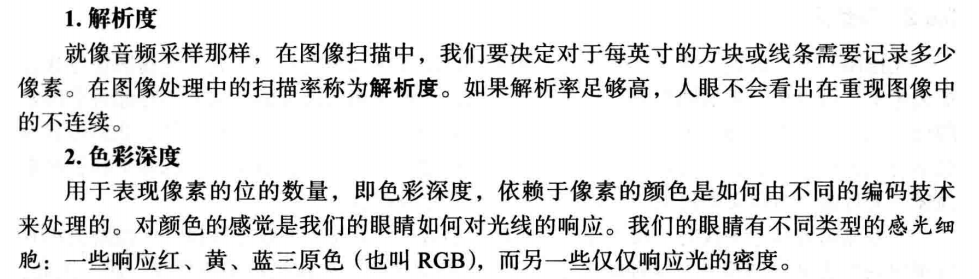 1. 解析度
就像音频采样那样，在图像扫描中，我们要决定对于每英寸的方块或线条需要记录多少
像素。在图像处理中的扫描率称为解析度。如果解析率足够高，人眼不会看出在重现图像中
的不连续。
2. 色彩深度
用于表现像素的位的数量，即色彩深度，依赖于像素的颜色是如何由不同的编码技术
来处理的。对颜色的感觉是我们的眼睛如何对光线的响应。我们的眼睛有不同类型的感光细
胞：一些响应红、黄、蓝三原色（也叫 RGB），而另一些仅仅响应光的密度。